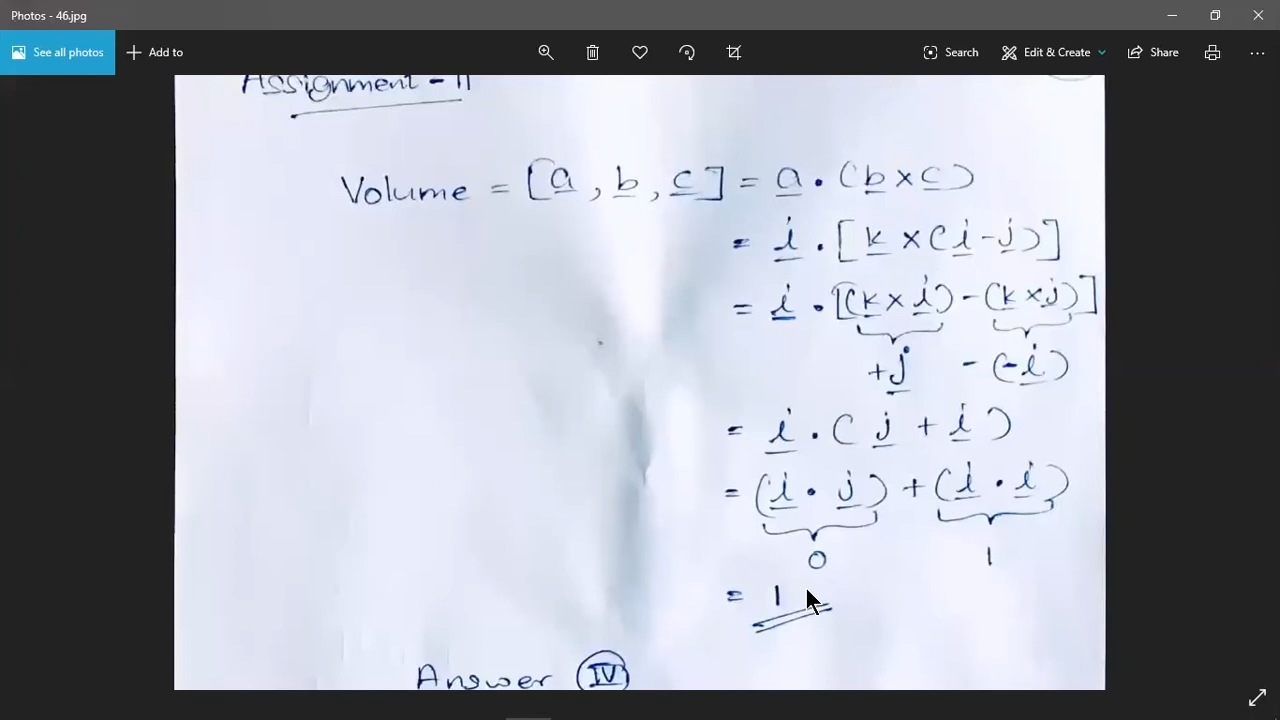 Photos - 46.jpg
See all photos
Add to
Search
Edit & Create
Share
Assignment - 11
Volume = [a, b, c] = a · (b × c)
= i · [k × (i - j)]
= i · [(k × i) - (k × j)]
+j - (-i)
= i · (j + i)
= (i · j) + (i · i)
0 1
= 1
Answer IV